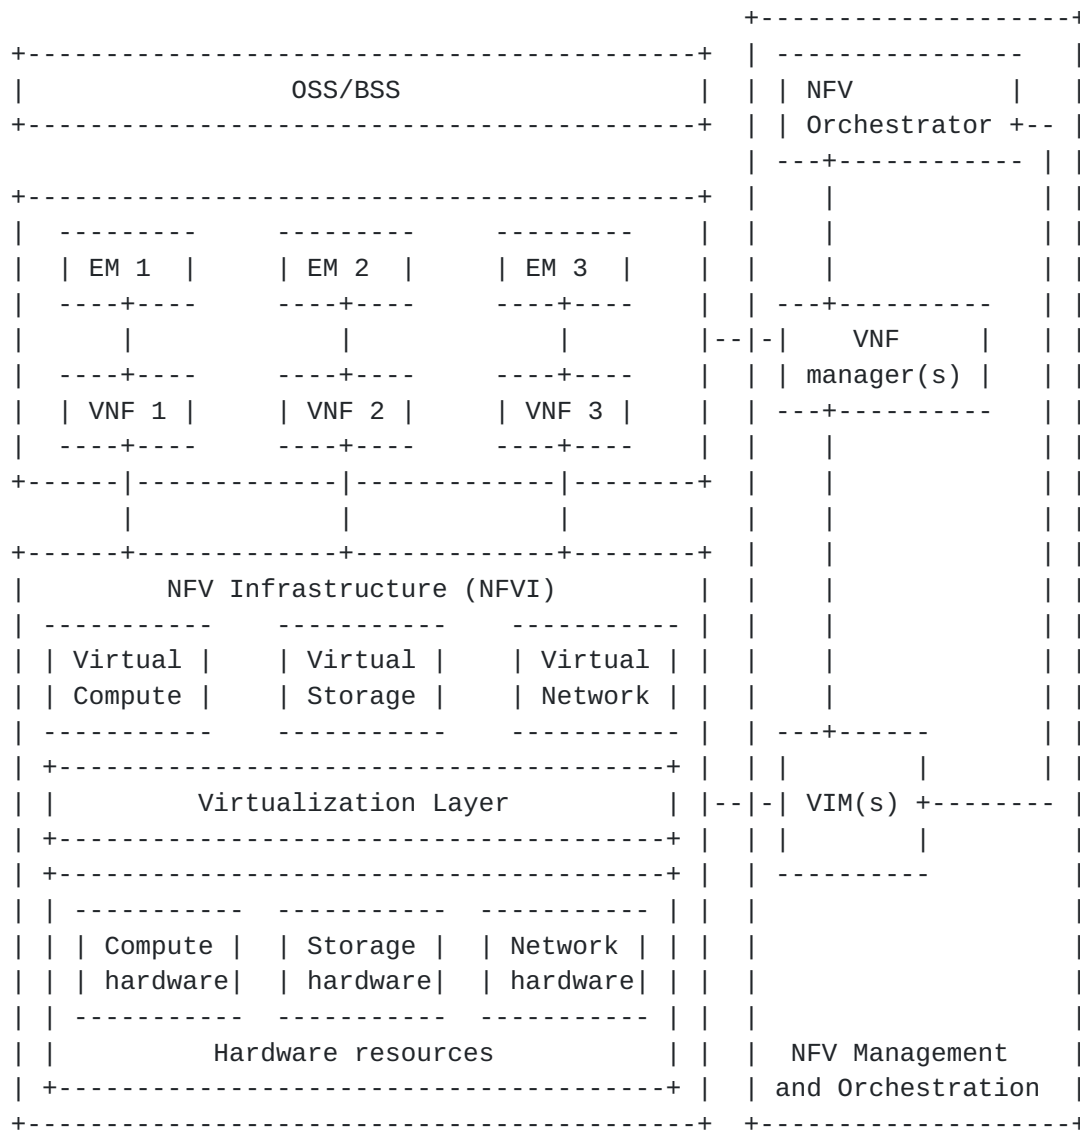 OSS/BSS
NFV
Orchestrator
EM 1 EM 2 EM 3
VNF
manager(s)
VNF 1 VNF 2 VNF 3
NFV Infrastructure (NFVI)
Virtual Virtual Virtual
Compute Storage Network
Virtualization Layer
VIM(s)
Compute Storage Network
hardware hardware hardware
Hardware resources
NFV Management
and Orchestration